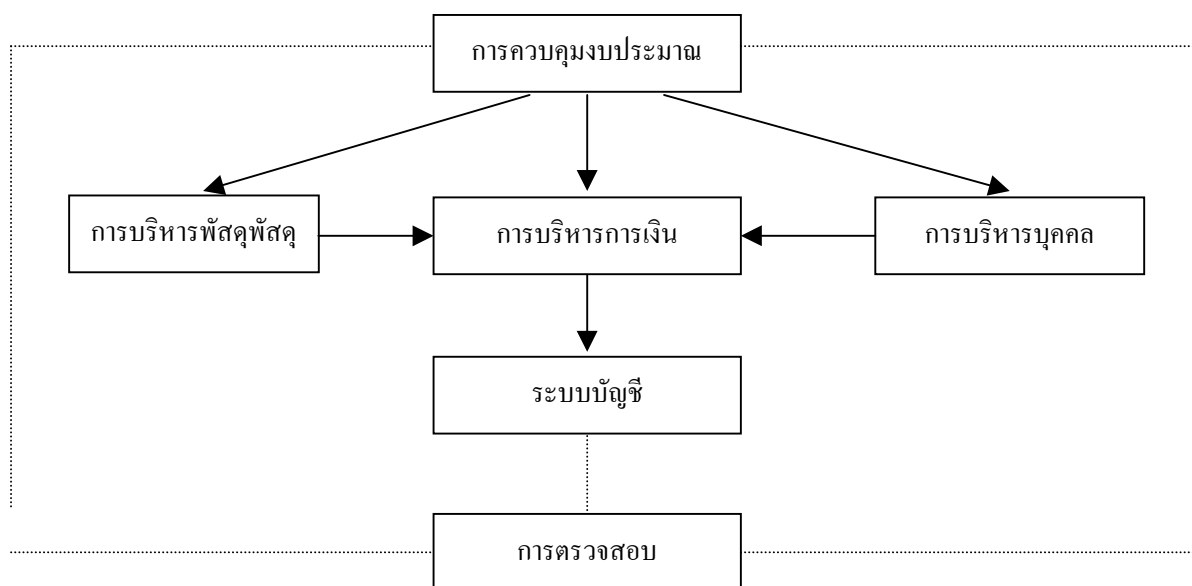 การควบคุมงบประมาณ
การบริหารพัสดุพัสดุ
การบริหารการเงิน
การบริหารบุคคล
ระบบบัญชี
การตรวจสอบ